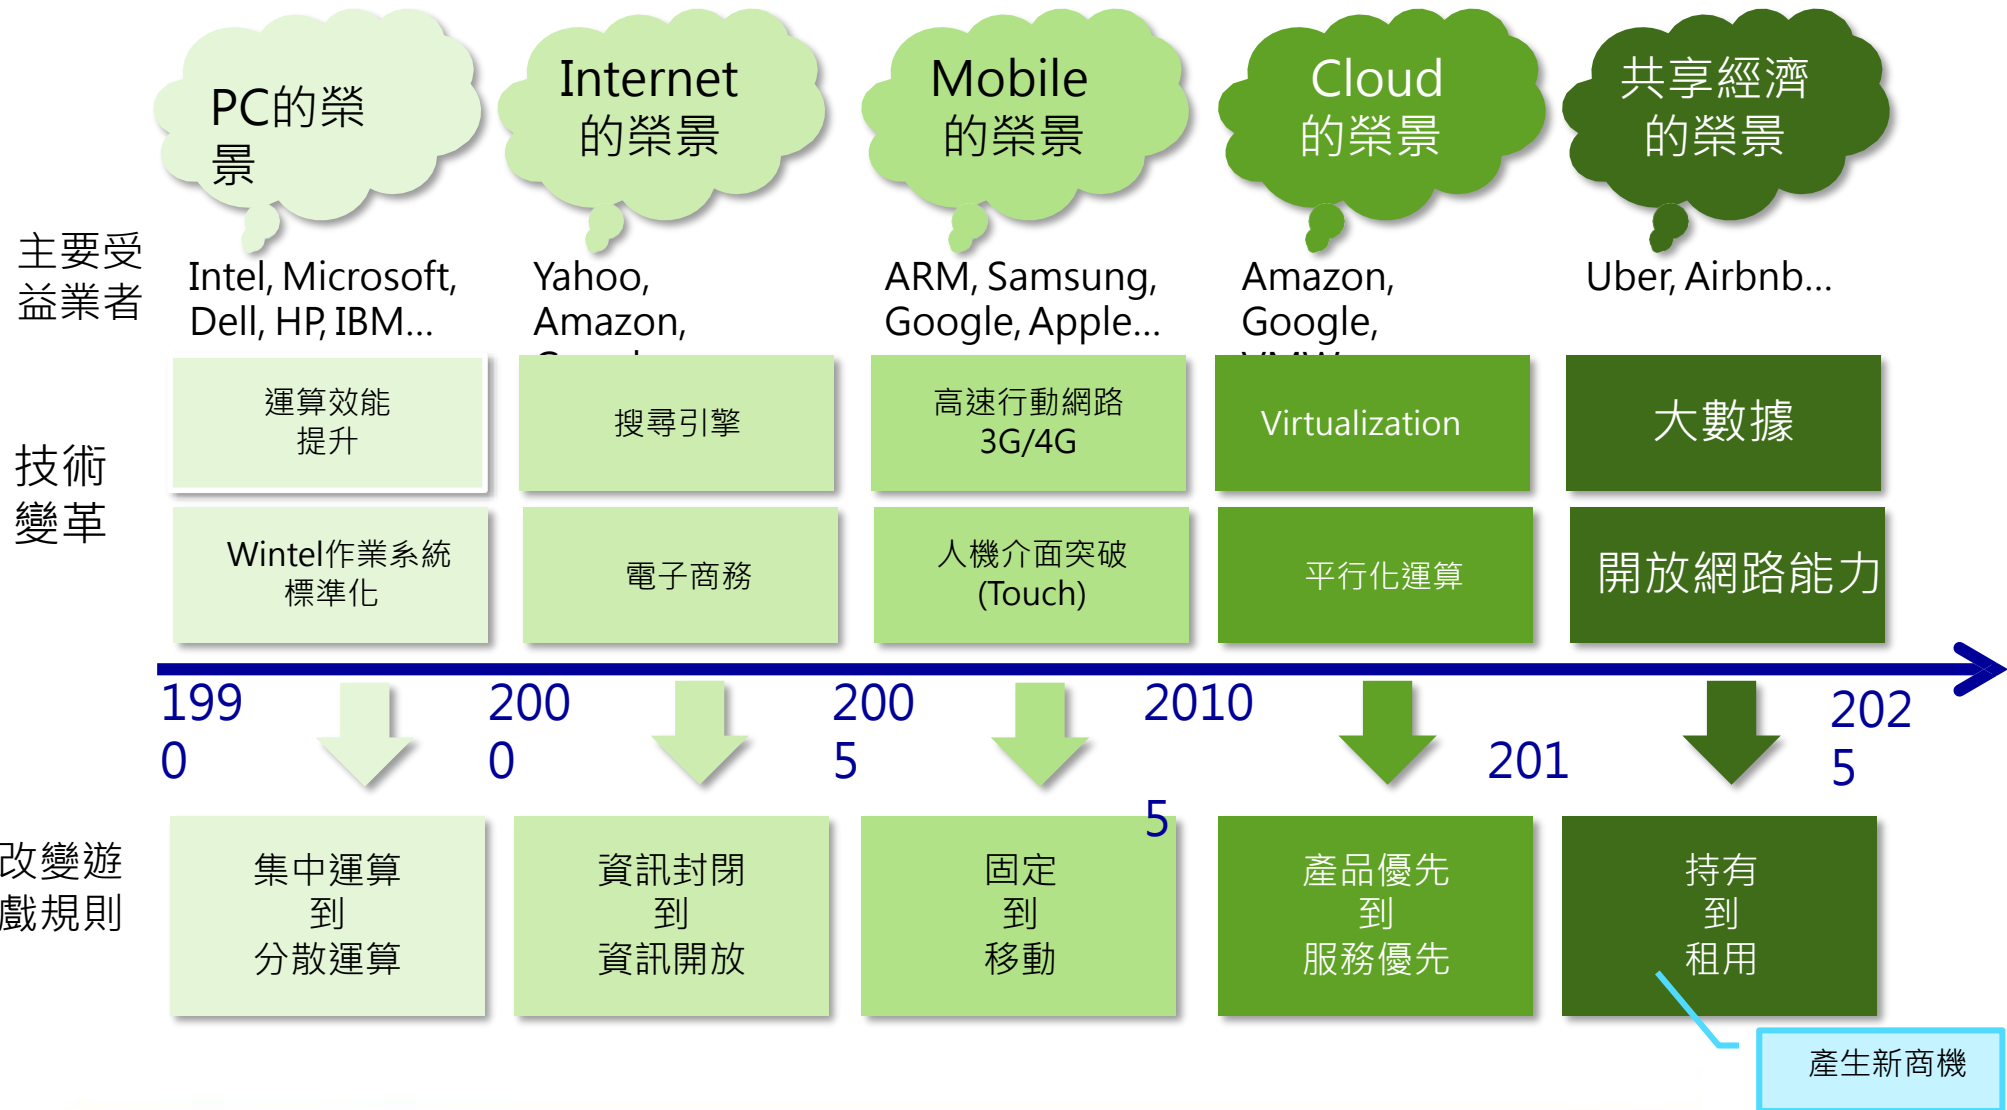 PC的榮
景
Internet
的榮景
Mobile
的榮景
Cloud
的榮景
共享經濟
的榮景
主要受
益業者
Intel, Microsoft,
Dell, HP, IBM...
Yahoo,
Amazon,
ARM, Samsung,
Google, Apple...
Amazon,
Google,
Uber, Airbnb...
技術
變革
運算效能
提升
搜尋引擎
高速行動網路
3G/4G
Virtualization
大數據
Wintel作業系統
標準化
電子商務
人機介面突破
(Touch)
平行化運算
開放網路能力
199
0
200
0
200
5
2010
5
201
202
5
改變遊
戲規則
集中運算
到
分散運算
資訊封閉
到
資訊開放
固定
到
移動
產品優先
到
服務優先
持有
到
租用
產生新商機